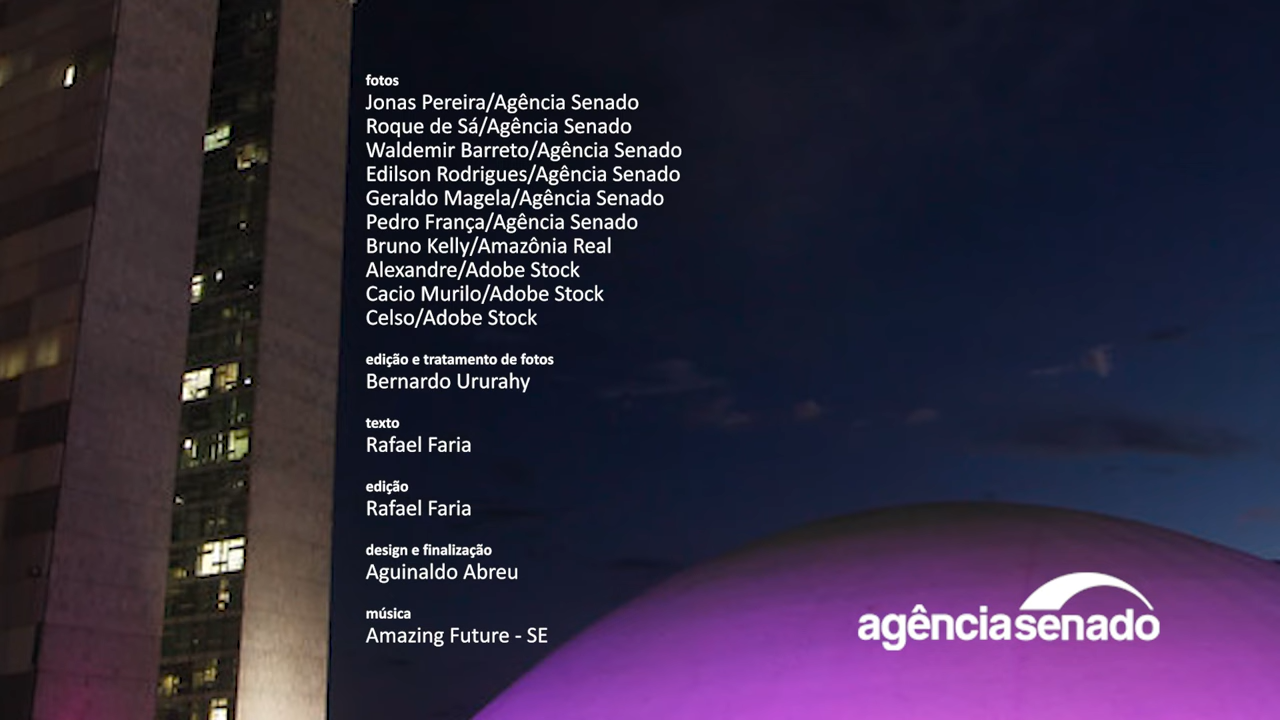 fotos
Jonas Pereira/Agência Senado
Roque de Sá/Agência Senado
Waldemir Barreto/Agência Senado
Edilson Rodrigues/Agência Senado
Geraldo Magela/Agência Senado
Pedro França/Agência Senado
Bruno Kelly/Amazônia Real
Alexandre/Adobe Stock
Cacio Murilo/Adobe Stock
Celso/Adobe Stock
edição e tratamento de fotos
Bernardo Ururahy
texto
Rafael Faria
edição
Rafael Faria
design e finalização
Aguinaldo Abreu
música
Amazing Future - SE
agênciasenado